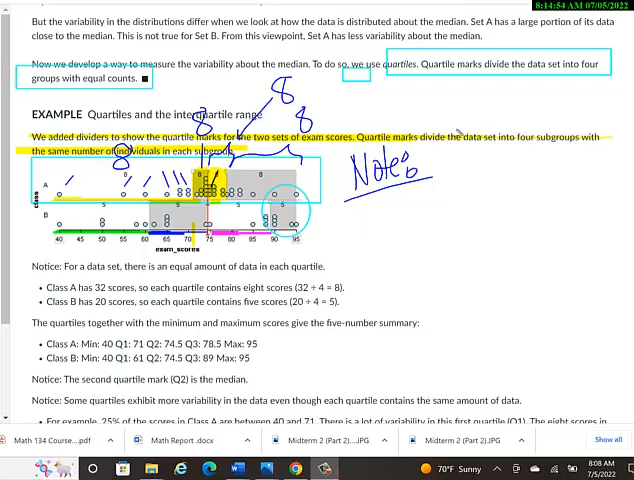 8:14:54 AM 07/05/2022
But the variability in the distributions differ when we look at how the data is distributed about the median. Set A has a large portion of its data
close to the median. This is not true for Set B. From this viewpoint, Set A has less variability about the median.
Now we develop a way to measure the variability about the median. To do so, we use quartiles. Quartile marks divide the data set into four
groups with equal counts. ■
8
EXAMPLE Quartiles and the interquartile range
8 8
We added dividers to show the quartile marks for the two sets of exam scores. Quartile marks divide the data set into four subgroups with
the same number of individuals in each subgroup.
8
Note:
8 8 8
A
class
5 5 5 5
B
40 45 50 55 60 65 70 75 80 85 90 95
exam_scores
Notice: For a data set, there is an equal amount of data in each quartile.
• Class A has 32 scores, so each quartile contains eight scores (32 ÷ 4 = 8).
• Class B has 20 scores, so each quartile contains five scores (20 ÷ 4 = 5).
The quartiles together with the minimum and maximum scores give the five-number summary:
• Class A: Min: 40 Q1: 71 Q2: 74.5 Q3: 78.5 Max: 95
• Class B: Min: 40 Q1: 61 Q2: 74.5 Q3: 89 Max: 95
Notice: The second quartile mark (Q2) is the median.
Notice: Some quartiles exhibit more variability in the data even though each quartile contains the same amount of data.
• For example, 25% of the scores in Class A are between 40 and 71. There is a lot of variability in this first quartile (Q1). The eight scores in
Math 134 Course....pdf
Math Report .docx
Midterm 2 (Part 2)....JPG
Midterm 2 (Part 2).JPG
Show all
70°F Sunny
8:08 AM
7/5/2022